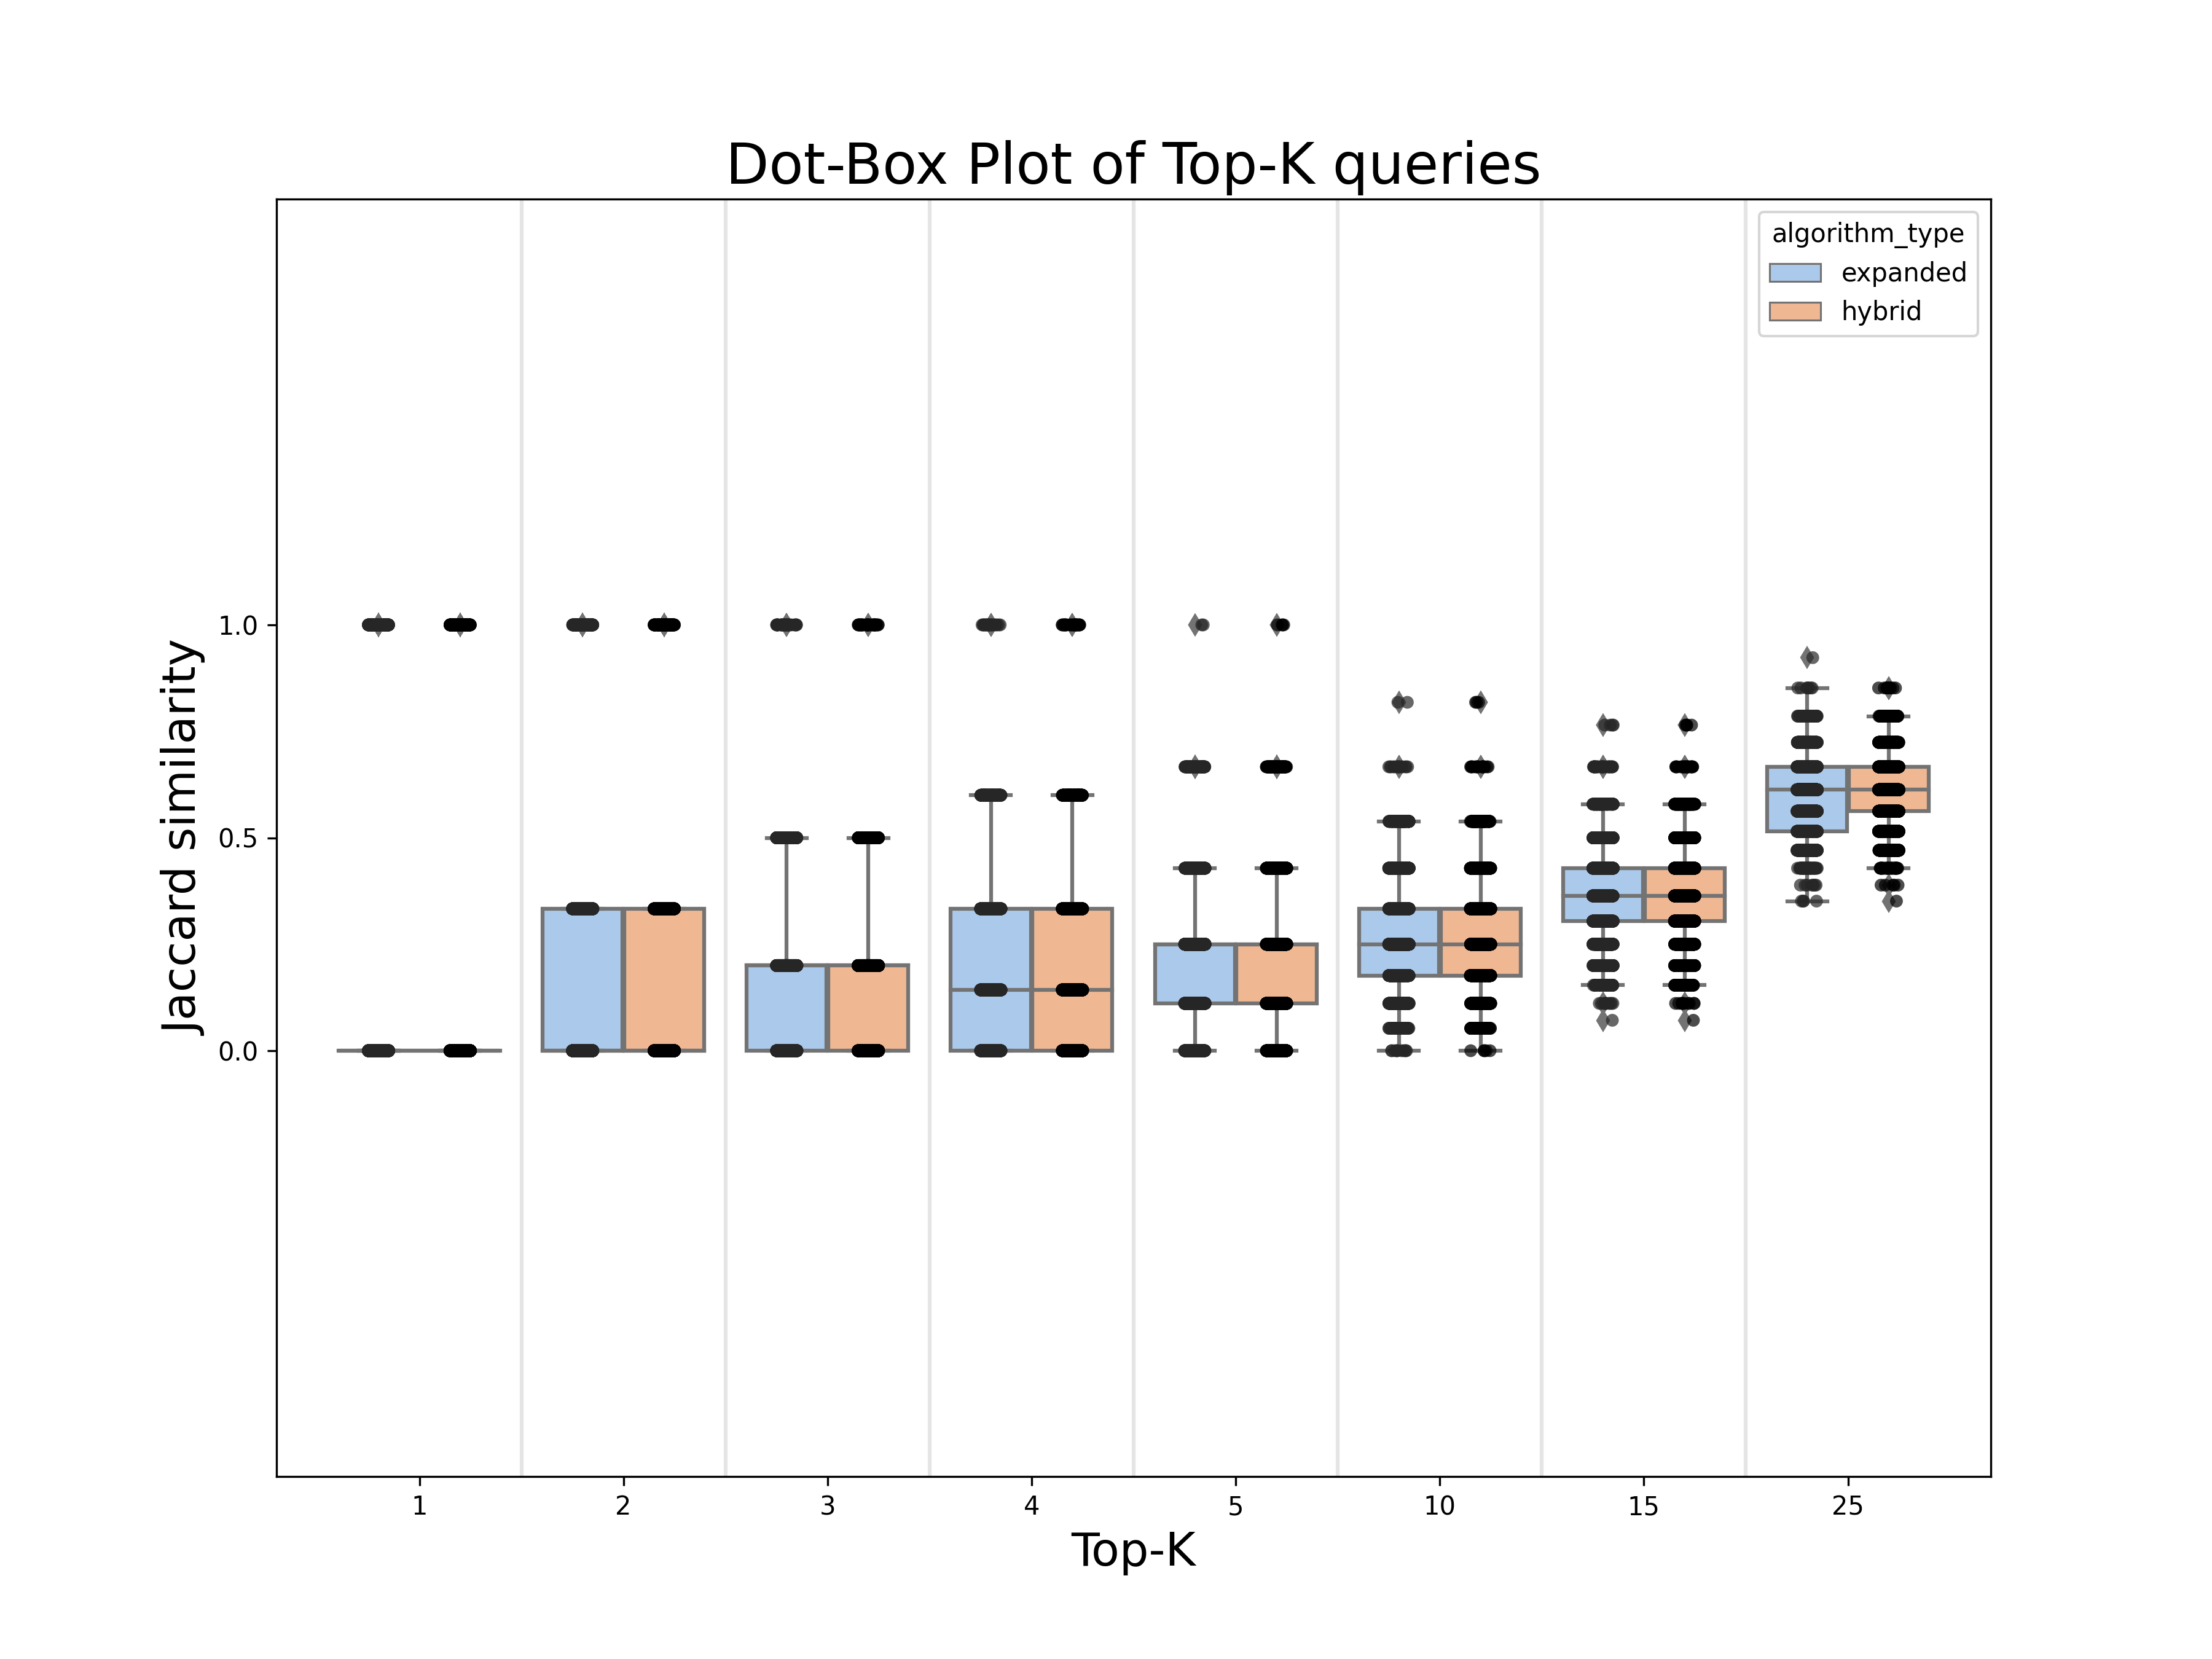 Dot-Box Plot of Top-K queries
algorithm_type
expanded
hybrid
Jaccard similarity
1.0
0.5
0.0
1 2 3 4 5 10 15 25
Top-K